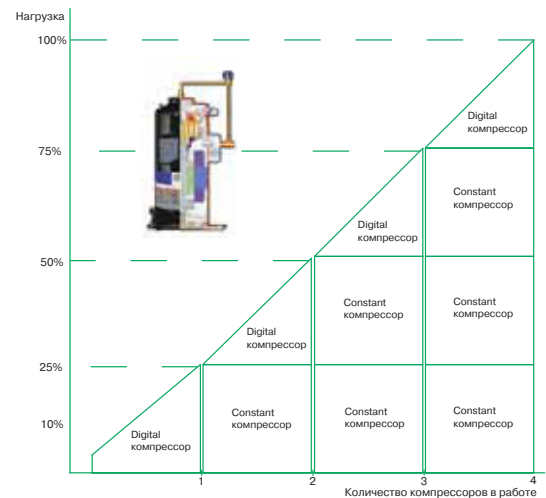 Нагрузка
100%
Digital
компрессор
75%
Constant
компрессор
Digital
компрессор
50%
Constant
компрессор
Constant
компрессор
Digital
компрессор
25%
Constant
компрессор
Constant
компрессор
Constant
компрессор
10%
Digital
компрессор
1
2
3
4
Количество компрессоров в работе